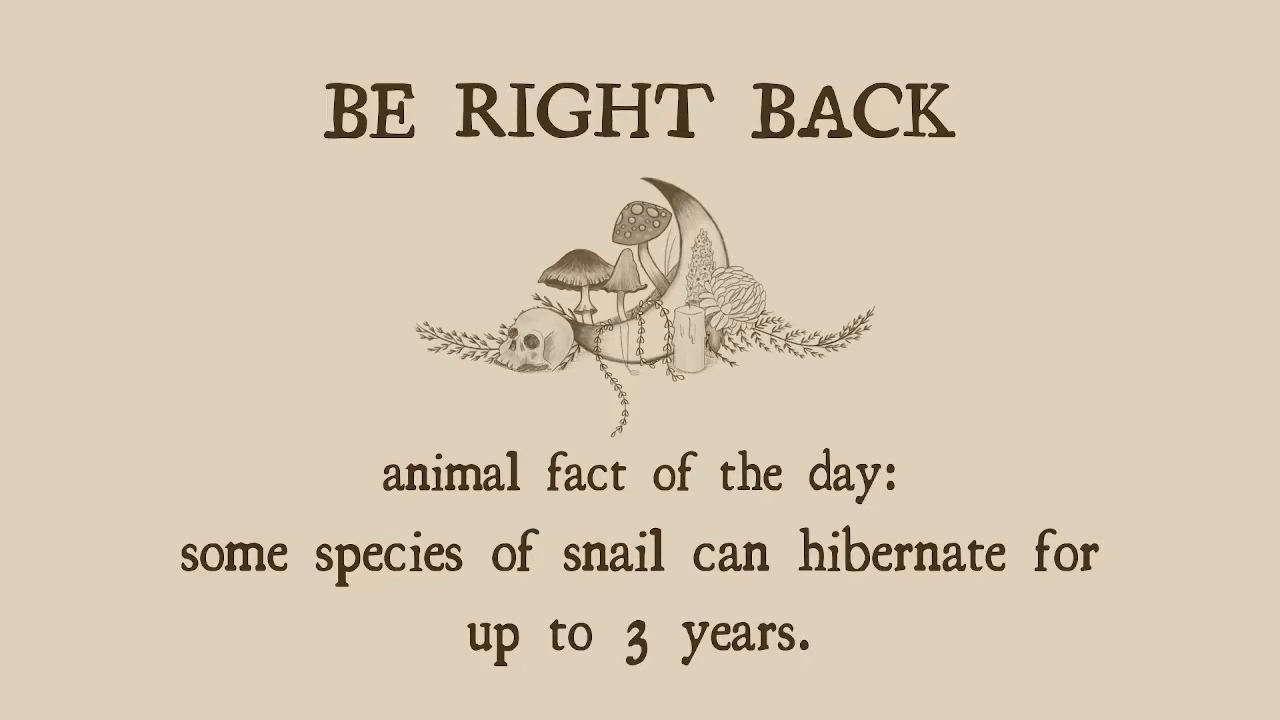 BE RIGHT BACK
animal fact of the day:
some species of snail can hibernate for
up to 3 years.